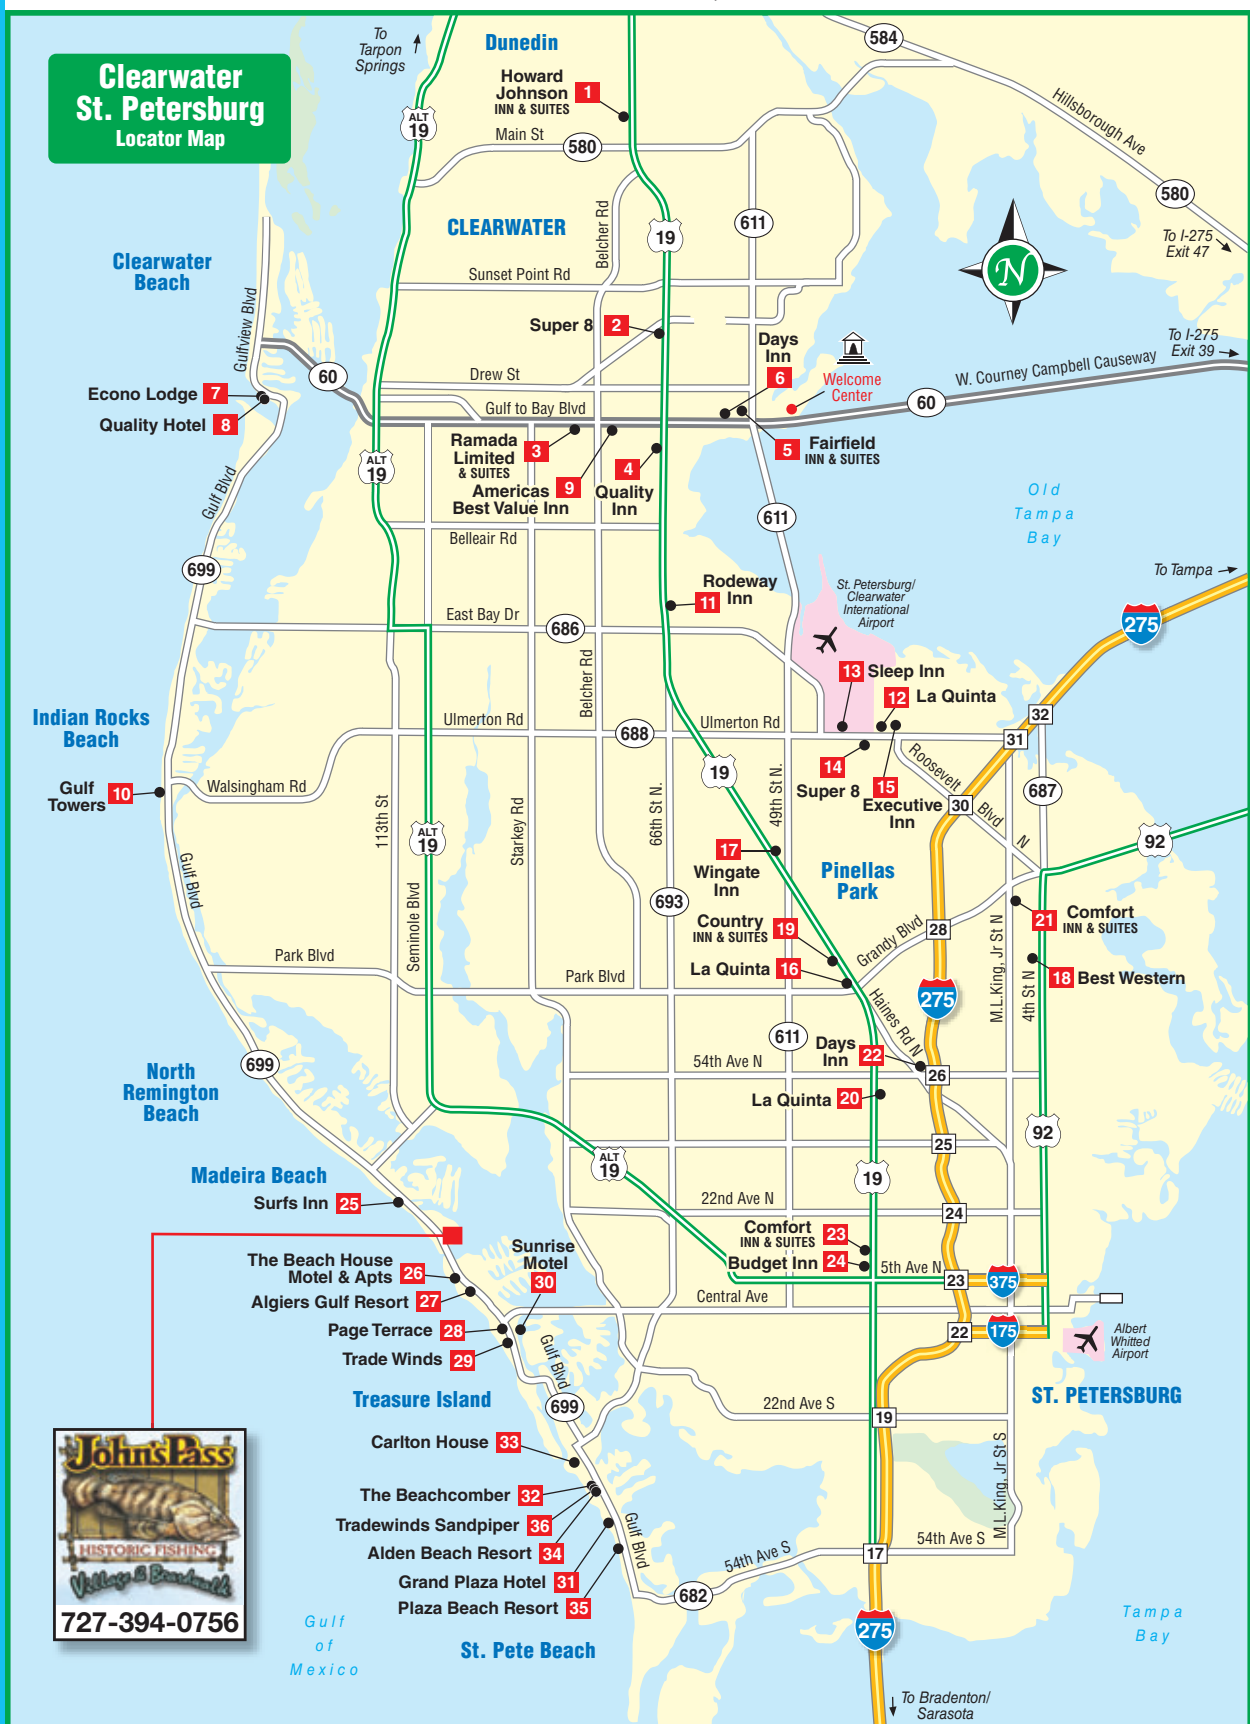 To
Tarpon
Springs
Dunedin
584
Clearwater
St. Petersburg
Locator Map
Howard
Johnson
INN & SUITES
1
ALT
19
Main St
580
Hillsborough Ave
580
CLEARWATER
Belcher Rd
19
611
To I-275
Exit 47
N
Clearwater
Beach
Sunset Point Rd
Gulfview Blvd
Super 8
2
Days
Inn
6
Welcome
Center
To I-275
Exit 39
W. Courney Campbell Causeway
60
60
Drew St
Econo Lodge
7
Quality Hotel
8
Gulf to Bay Blvd
Ramada
Limited
& SUITES
3
5
Fairfield
INN & SUITES
ALT
19
4
Quality
Inn
Americas
Best Value Inn
9
Gulf Blvd
611
Old
Tampa
Bay
Belleair Rd
699
To Tampa
Rodeway
Inn
11
St. Petersburg/
Clearwater
International
Airport
East Bay Dr
686
275
Belcher Rd
13
Sleep Inn
12
La Quinta
Indian Rocks
Beach
Ulmerton Rd
688
Ulmerton Rd
32
31
14
Super 8
15
Executive
Inn
Roosevelt
Blvd
N
30
687
19
Gulf
Towers
10
Walsingham Rd
113th St
ALT
19
Starkey Rd
66th St N.
49th St N.
92
17
Wingate
Inn
Pinellas
Park
Gulf Blvd
Seminole Blvd
693
Country
INN & SUITES
19
Grandy Blvd
28
M.L.King, Jr St N
21
Comfort
INN & SUITES
La Quinta
16
Park Blvd
Park Blvd
4th St N
18
Best Western
275
Haines Rd N
611
Days
Inn
22
699
54th Ave N
26
North
Remington
Beach
La Quinta
20
92
25
ALT
19
Madeira Beach
Surfs Inn
25
19
22nd Ave N
24
Comfort
INN & SUITES
23
Budget Inn
24
5th Ave N
23
375
Sunrise
Motel
30
The Beach House
Motel & Apts
26
Algiers Gulf Resort
27
Central Ave
Page Terrace
28
Trade Winds
29
22
175
Albert
Whitted
Airport
Gulf Blvd
Treasure Island
699
22nd Ave S
19
ST. PETERSBURG
Carlton House
33
M.L.King, Jr St S
John's Pass
HISTORIC FISHING
Village & Boardwalk
727-394-0756
The Beachcomber
32
Tradewinds Sandpiper
36
Alden Beach Resort
34
Grand Plaza Hotel
31
Plaza Beach Resort
35
Gulf Blvd
54th Ave S
54th Ave S
17
682
275
Gulf
of
Mexico
St. Pete Beach
Tampa
Bay
To Bradenton/
Sarasota